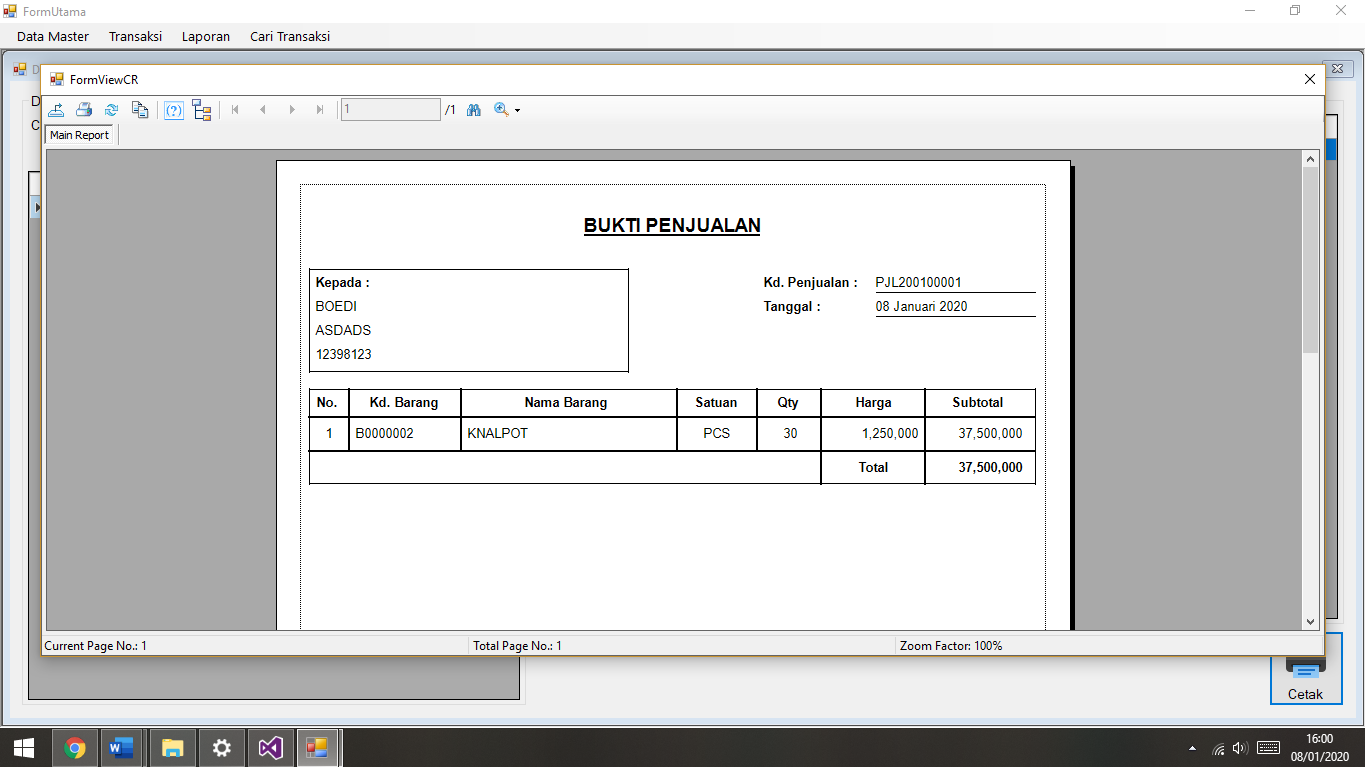 FormUtama
Data Master Transaksi Laporan Cari Transaksi
D
FormViewCR
D
C
1 /1
Main Report
BUKTI PENJUALAN
Kepada :
BOEDI
ASDADS
12398123
Kd. Penjualan : PJL200100001
Tanggal : 08 Januari 2020
No. Kd. Barang Nama Barang Satuan Qty Harga Subtotal
1 B0000002 KNALPOT PCS 30 1,250,000 37,500,000
Total 37,500,000
Current Page No.: 1 Total Page No.: 1 Zoom Factor: 100%
Cetak
16:00
08/01/2020